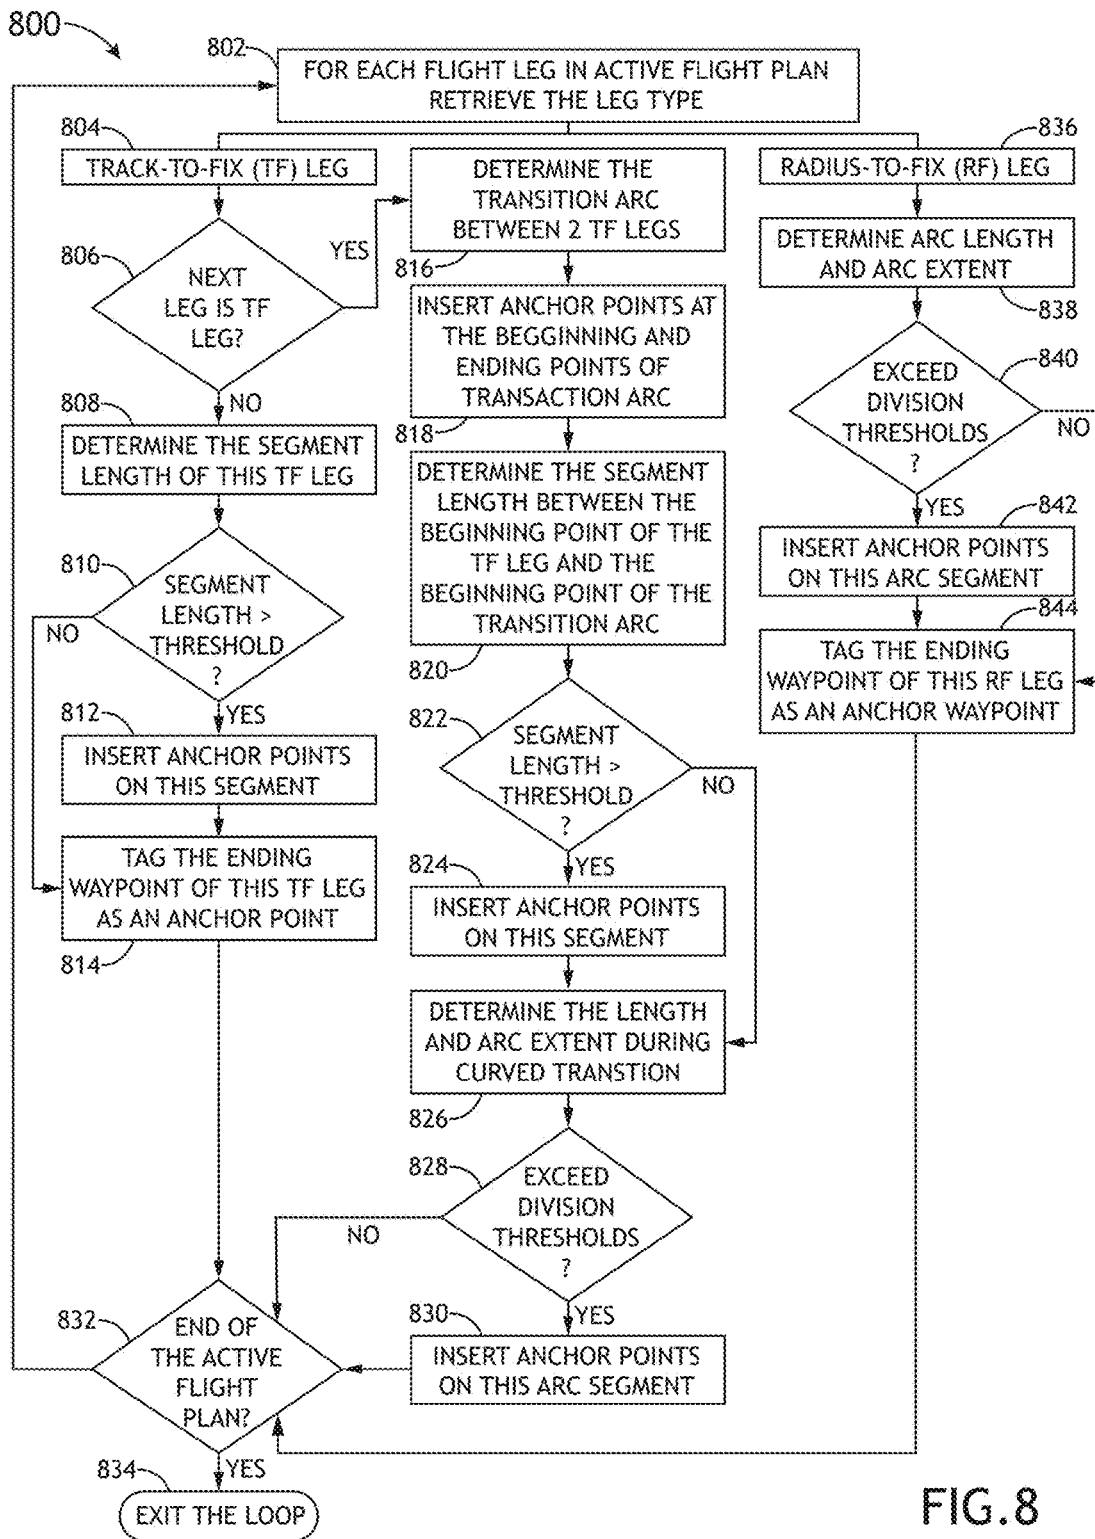 800
802
FOR EACH FLIGHT LEG IN ACTIVE FLIGHT PLAN
RETRIEVE THE LEG TYPE
804
TRACK-TO-FIX (TF) LEG
806
NEXT
LEG IS TF
LEG?
YES
NO
808
DETERMINE THE SEGMENT
LENGTH OF THIS TF LEG
810
SEGMENT
LENGTH >
THRESHOLD
?
NO
YES
812
INSERT ANCHOR POINTS
ON THIS SEGMENT
TAG THE ENDING
WAYPOINT OF THIS TF LEG
AS AN ANCHOR POINT
814
DETERMINE THE
TRANSITION ARC
BETWEEN 2 TF LEGS
816
INSERT ANCHOR POINTS AT
THE BEGGINNING AND
ENDING POINTS OF
TRANSACTION ARC
818
DETERMINE THE SEGMENT
LENGTH BETWEEN THE
BEGINNING POINT OF THE
TF LEG AND THE
BEGINNING POINT OF THE
TRANSITION ARC
820
822
SEGMENT
LENGTH >
THRESHOLD
?
NO
YES
824
INSERT ANCHOR POINTS
ON THIS SEGMENT
DETERMINE THE LENGTH
AND ARC EXTENT DURING
CURVED TRANSTION
826
828
EXCEED
DIVISION
THRESHOLDS
?
NO
YES
830
INSERT ANCHOR POINTS
ON THIS ARC SEGMENT
832
END OF
THE ACTIVE
FLIGHT
PLAN?
YES
834
EXIT THE LOOP
836
RADIUS-TO-FIX (RF) LEG
DETERMINE ARC LENGTH
AND ARC EXTENT
838
840
EXCEED
DIVISION
THRESHOLDS
?
NO
YES
842
INSERT ANCHOR POINTS
ON THIS ARC SEGMENT
844
TAG THE ENDING
WAYPOINT OF THIS RF LEG
AS AN ANCHOR WAYPOINT
FIG.8